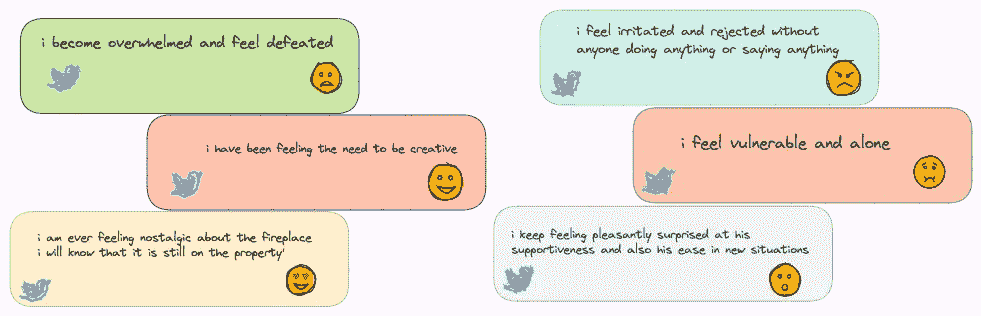 i become overwhelmed and feel defeated
i have been feeling the need to be creative
i am ever feeling nostalgic about the fireplace
i will know that it is still on the property'
i feel irritated and rejected without
anyone doing anything or saying anything
i feel vulnerable and alone
i keep feeling pleasantly surprised at his
supportiveness and also his ease in new situations